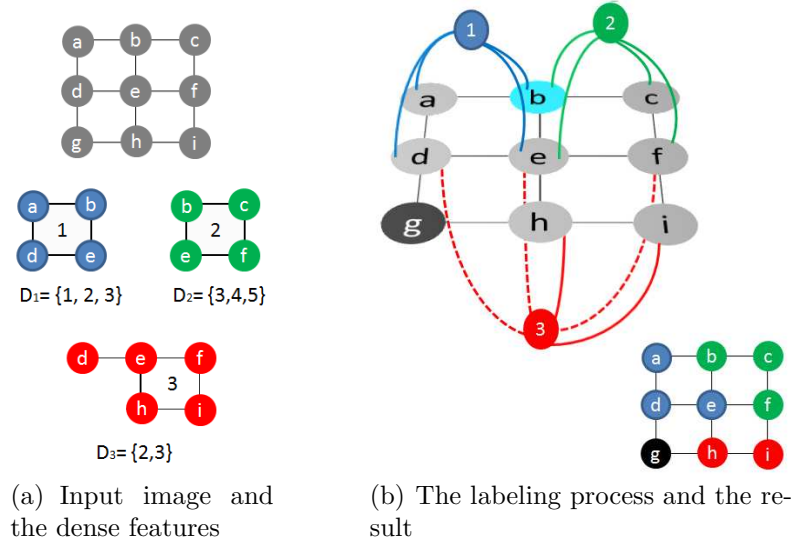 a b c
d e f
g h i
a b
1
d e
D1= {1, 2, 3}
b c
2
e f
D2= {3,4,5}
d e f
3
h i
D3= {2,3}
(a) Input image and
the dense features
1 2
a b c
d e f
g h i
3
a b c
d e f
g h i
(b) The labeling process and the re-
sult